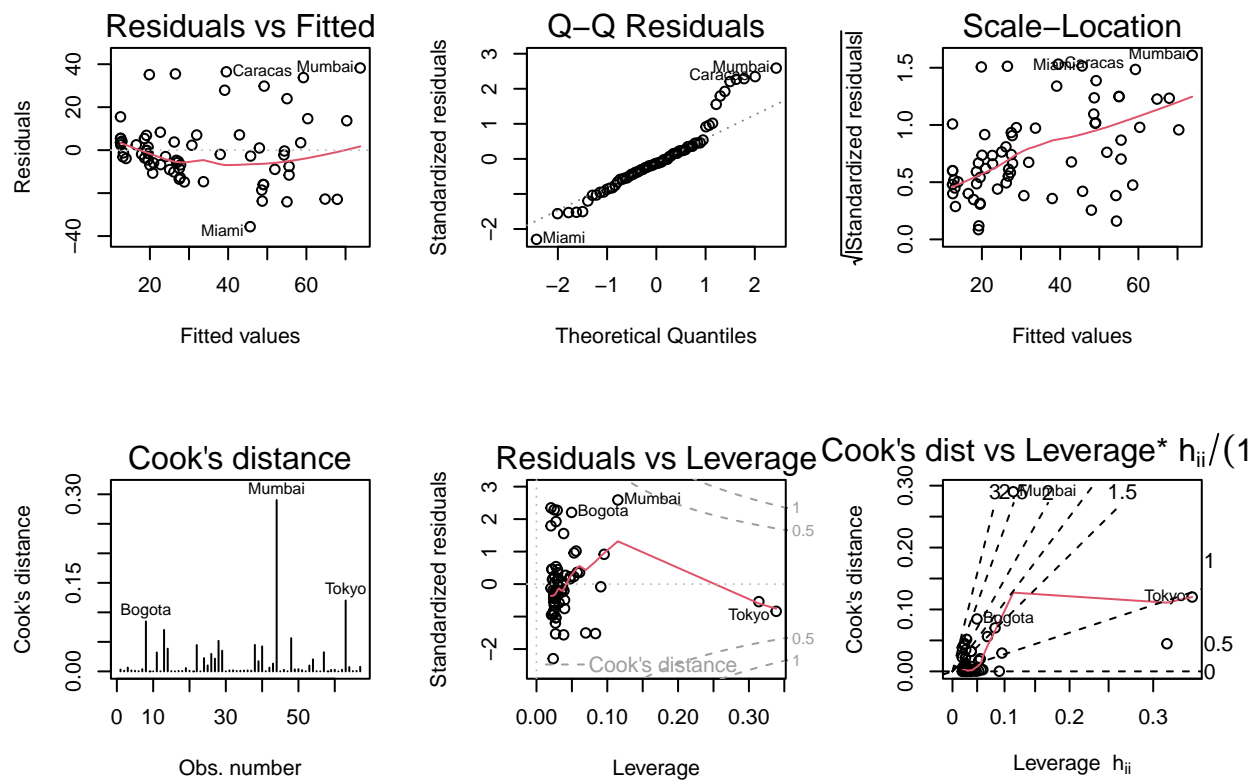 Residuals vs Fitted
Residuals
40
20
0
−40
Caracas
Mumbai
Miami
20
40
60
Fitted values
Q−Q Residuals
Standardized residuals
3
2
1
0
−2
Mumbai
Caracas
Miami
−2
−1
0
1
2
Theoretical Quantiles
Scale−Location
√|Standardized residuals|
1.5
1.0
0.5
0.0
Miami
Caracas
Mumbai
20
40
60
Fitted values
Cook's distance
Cook's distance
0.30
0.15
0.00
Mumbai
Tokyo
Bogota
0
10
30
50
Obs. number
Residuals vs Leverage
Standardized residuals
3
2
1
0
−2
Mumbai
Bogota
Tokyo
Cook's distance
1
0.5
0.5
1
0.00
0.10
0.20
0.30
Leverage
Cook's dist vs Leverage* hii/(1
Cook's distance
0.30
0.20
0.10
0.00
3
2.5
2
1.5
1
0.5
0
Mumbai
Tokyo
Bogota
0
0.1
0.3
Leverage hii